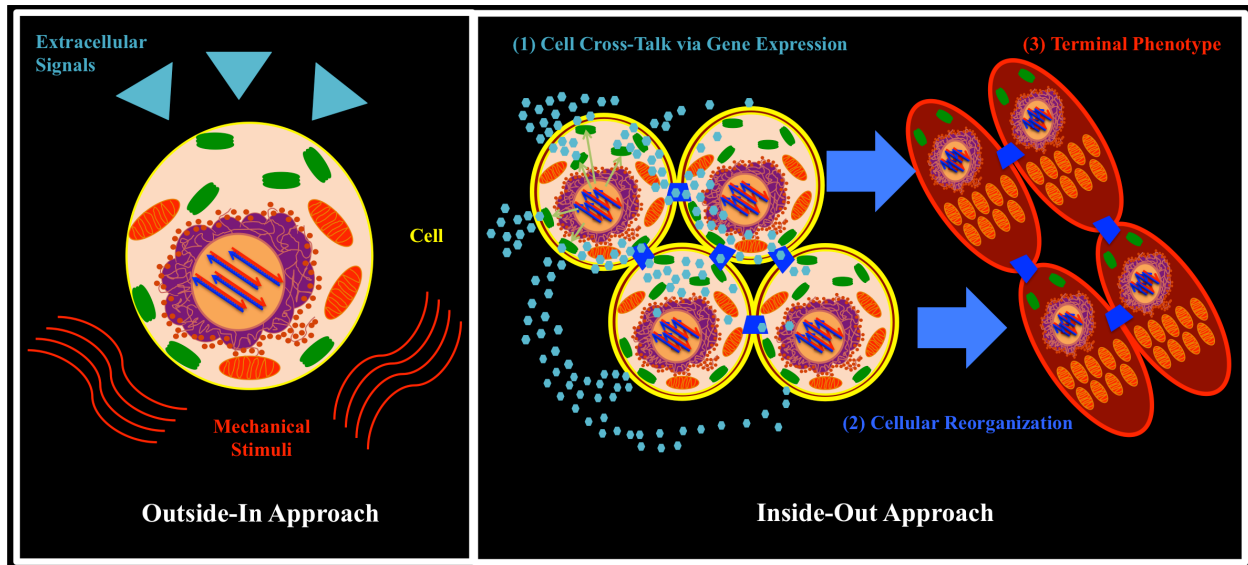 Extracellular
Signals
Cell
Mechanical
Stimuli
Outside-In Approach
(1) Cell Cross-Talk via Gene Expression
(3) Terminal Phenotype
(2) Cellular Reorganization
Inside-Out Approach